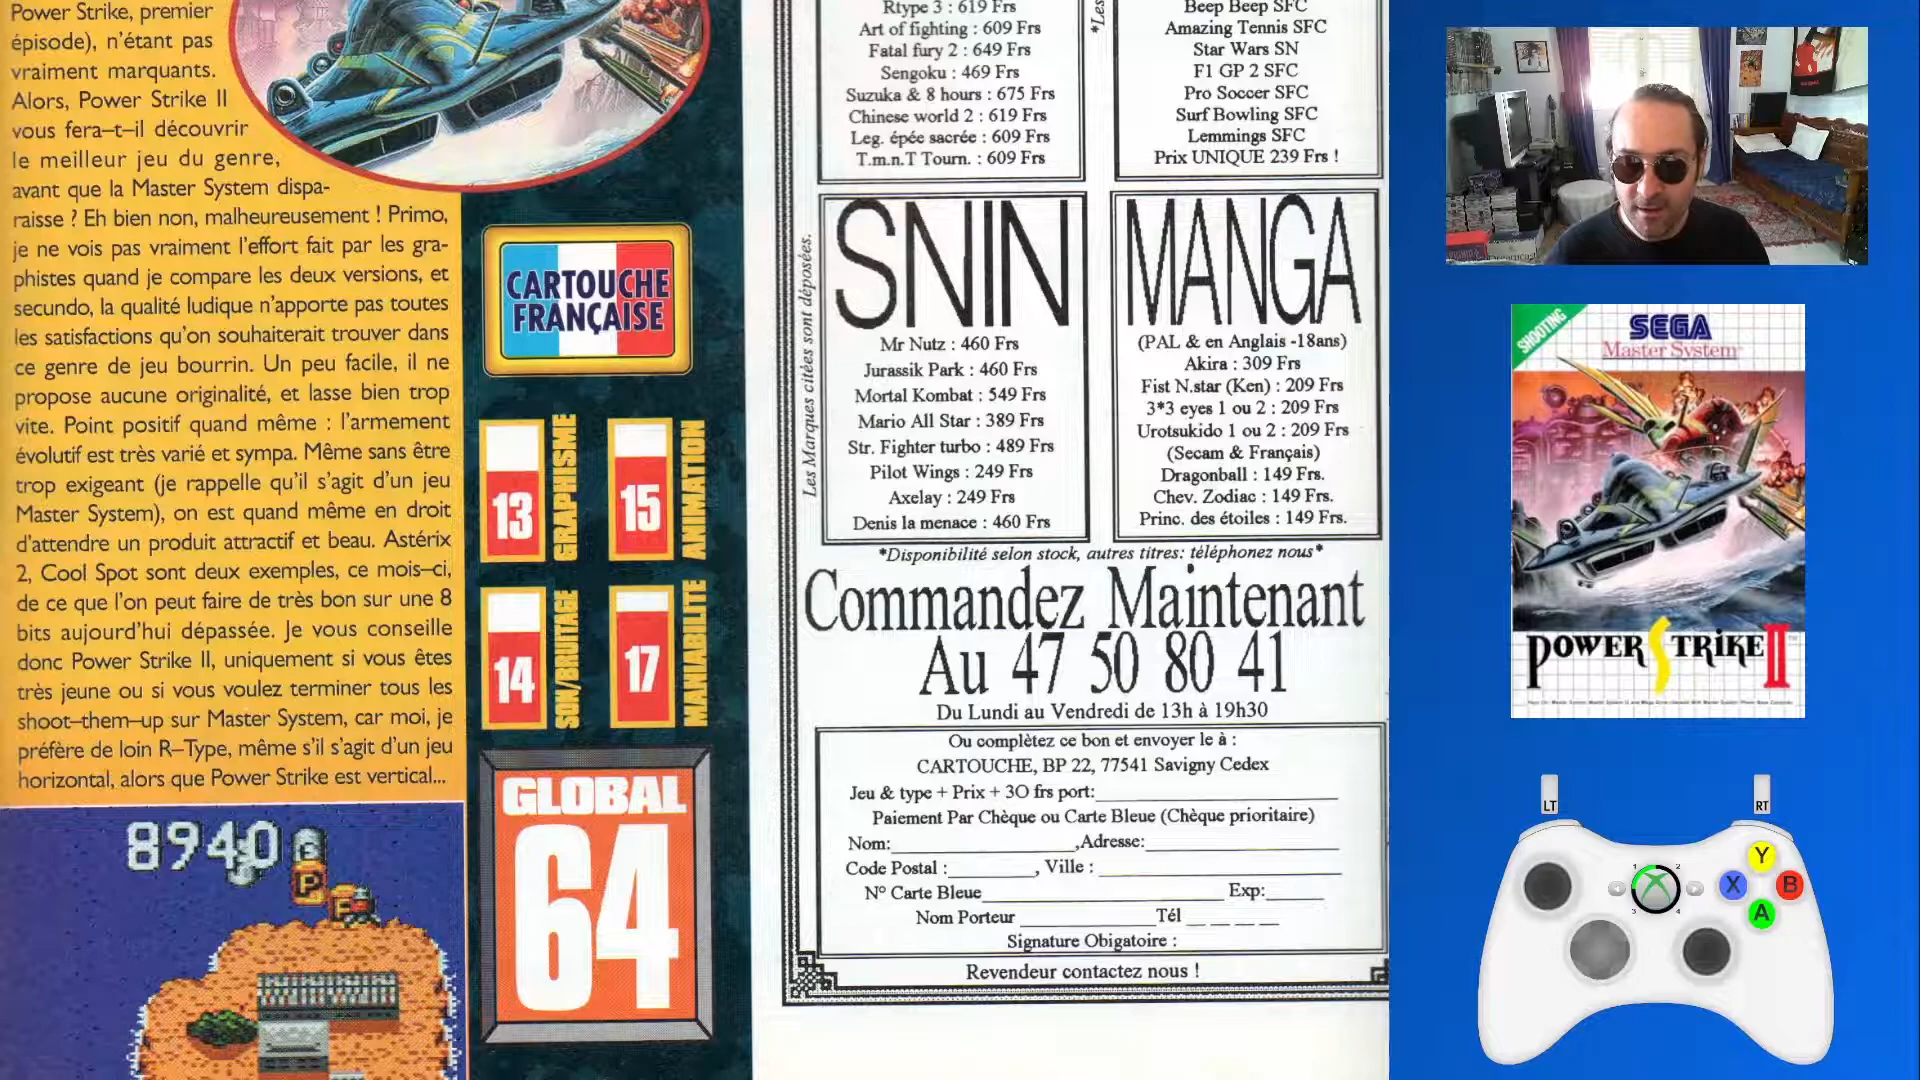 Power Strike, premier
épisode), n'étant pas
vraiment marquants.
Alors, Power Strike II
vous fera–t–il découvrir
le meilleur jeu du genre,
avant que la Master System dispa-
raisse ? Eh bien non, malheureusement ! Primo,
je ne vois pas vraiment l'effort fait par les gra-
phistes quand je compare les deux versions, et
secundo, la qualité ludique n'apporte pas toutes
les satisfactions qu'on souhaiterait trouver dans
ce genre de jeu bourrin. Un peu facile, il ne
propose aucune originalité, et lasse bien trop
vite. Point positif quand même : l'armement
évolutif est très varié et sympa. Même sans être
trop exigeant (je rappelle qu'il s'agit d'un jeu
Master System), on est quand même en droit
d'attendre un produit attractif et beau. Astérix
2, Cool Spot sont deux exemples, ce mois–ci,
de ce que l'on peut faire de très bon sur une 8
bits aujourd'hui dépassée. Je vous conseille
donc Power Strike II, uniquement si vous êtes
très jeune ou si vous voulez terminer tous les
shoot–them–up sur Master System, car moi, je
préfère de loin R–Type, même s'il s'agit d'un jeu
horizontal, alors que Power Strike est vertical...
8940
P
CARTOUCHE
FRANÇAISE
13
GRAPHISME
15
ANIMATION
14
SON/BRUITAGE
17
MANIABILITE
GLOBAL
64
Rtype 3 : 619 Frs
Art of fighting : 609 Frs
Fatal fury 2 : 649 Frs
Sengoku : 469 Frs
Suzuka & 8 hours : 675 Frs
Chinese world 2 : 619 Frs
Leg. épée sacrée : 609 Frs
T.m.n.T Tourn. : 609 Frs
*Les
Beep Beep SFC
Amazing Tennis SFC
Star Wars SN
F1 GP 2 SFC
Pro Soccer SFC
Surf Bowling SFC
Lemmings SFC
Prix UNIQUE 239 Frs !
Les Marques citées sont déposées.
SNIN
Mr Nutz : 460 Frs
Jurassik Park : 460 Frs
Mortal Kombat : 549 Frs
Mario All Star : 389 Frs
Str. Fighter turbo : 489 Frs
Pilot Wings : 249 Frs
Axelay : 249 Frs
Denis la menace : 460 Frs
MANGA
(PAL & en Anglais -18ans)
Akira : 309 Frs
Fist N.star (Ken) : 209 Frs
3*3 eyes 1 ou 2 : 209 Frs
Urotsukido 1 ou 2 : 209 Frs
(Secam & Français)
Dragonball : 149 Frs.
Chev. Zodiac : 149 Frs.
Princ. des étoiles : 149 Frs.
*Disponibilité selon stock, autres titres: téléphonez nous*
Commandez Maintenant
Au 47 50 80 41
Du Lundi au Vendredi de 13h à 19h30
Ou complètez ce bon et envoyer le à :
CARTOUCHE, BP 22, 77541 Savigny Cedex
Jeu & type + Prix + 3O frs port:
Paiement Par Chèque ou Carte Bleue (Chèque prioritaire)
Nom: ,Adresse:
Code Postal : , Ville :
N° Carte Bleue Exp:
Nom Porteur Tél
Signature Obigatoire :
Revendeur contactez nous !
SHOOTING
SEGA
Master System
POWER STRIKE II
LT
RT
1 2
3 4
Y
X
B
A